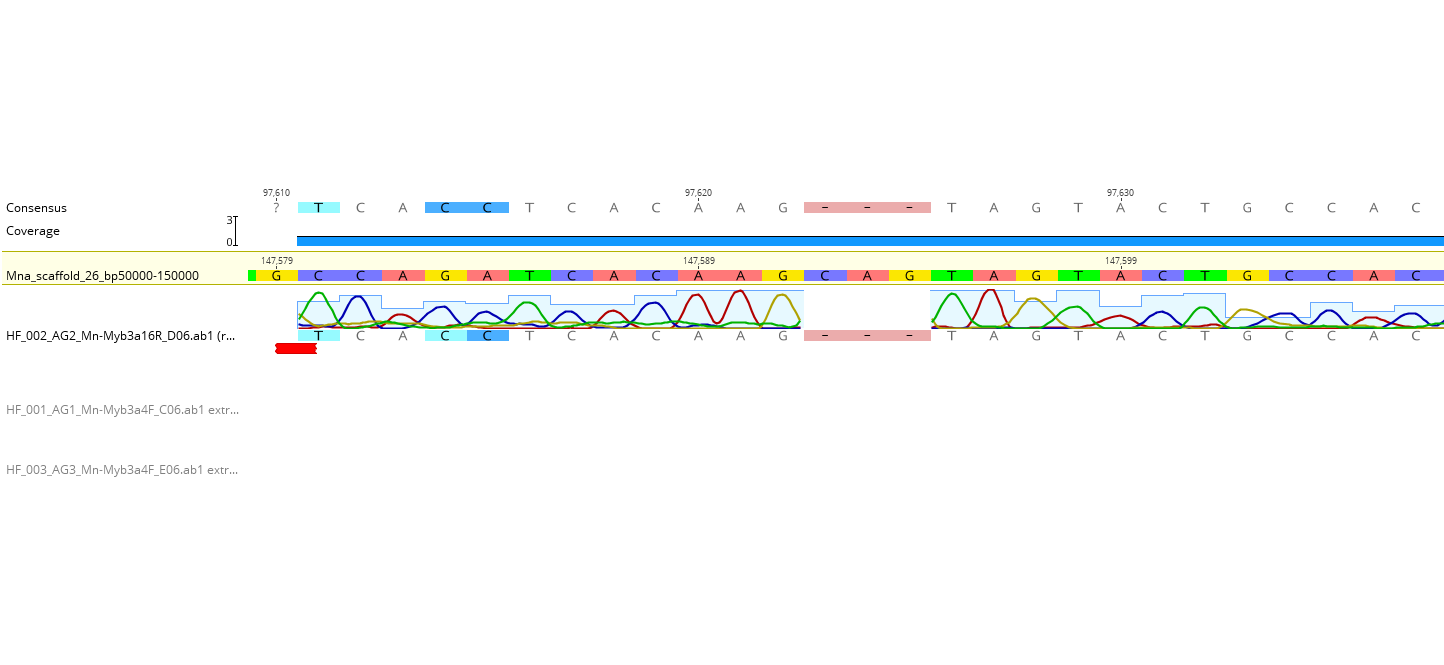 97,610 97,620 97,630
Consensus ? T C A C C T C A C A A G - - - T A G T A C T G C C A C
3
Coverage
0
147,579 147,589 147,599
Mna_scaffold_26_bp50000-150000 G C C A G A T C A C A A G C A G T A G T A C T G C C A C
HF_002_AG2_Mn-Myb3a16R_D06.ab1 (r... T C A C C T C A C A A G - - - T A G T A C T G C C A C
HF_001_AG1_Mn-Myb3a4F_C06.ab1 extr...
HF_003_AG3_Mn-Myb3a4F_E06.ab1 extr...